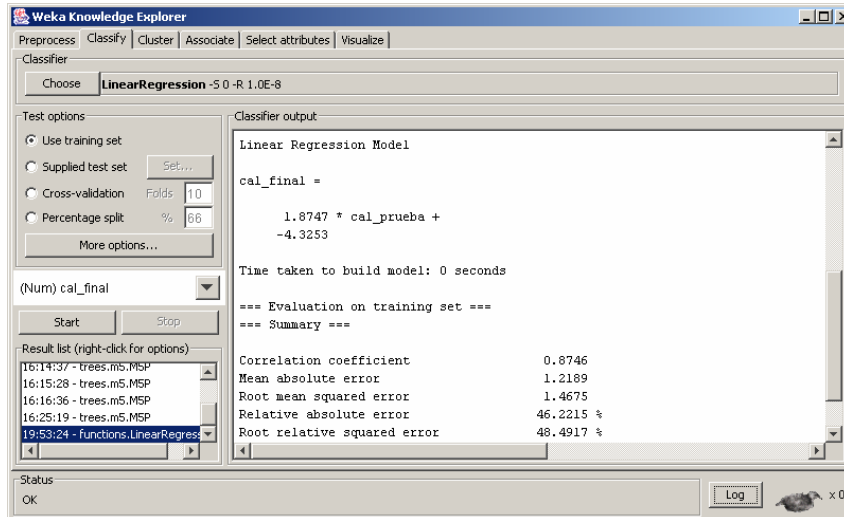 Weka Knowledge Explorer
Preprocess Classify Cluster Associate Select attributes Visualize
Classifier
Choose LinearRegression -S 0 -R 1.0E-8
Test options
Use training set
Supplied test set Set...
Cross-validation Folds 10
Percentage split % 66
More options...
(Num) cal_final
Start Stop
Result list (right-click for options)
16:14:37 - trees.m5.M5P
16:15:28 - trees.m5.M5P
16:16:36 - trees.m5.M5P
16:25:19 - trees.m5.M5P
19:53:24 - functions.LinearRegress
Classifier output
Linear Regression Model
cal_final =
1.8747 * cal_prueba +
-4.3253
Time taken to build model: 0 seconds
=== Evaluation on training set ===
=== Summary ===
Correlation coefficient 0.8746
Mean absolute error 1.2189
Root mean squared error 1.4675
Relative absolute error 46.2215 %
Root relative squared error 48.4917 %
Status
OK
Log x 0